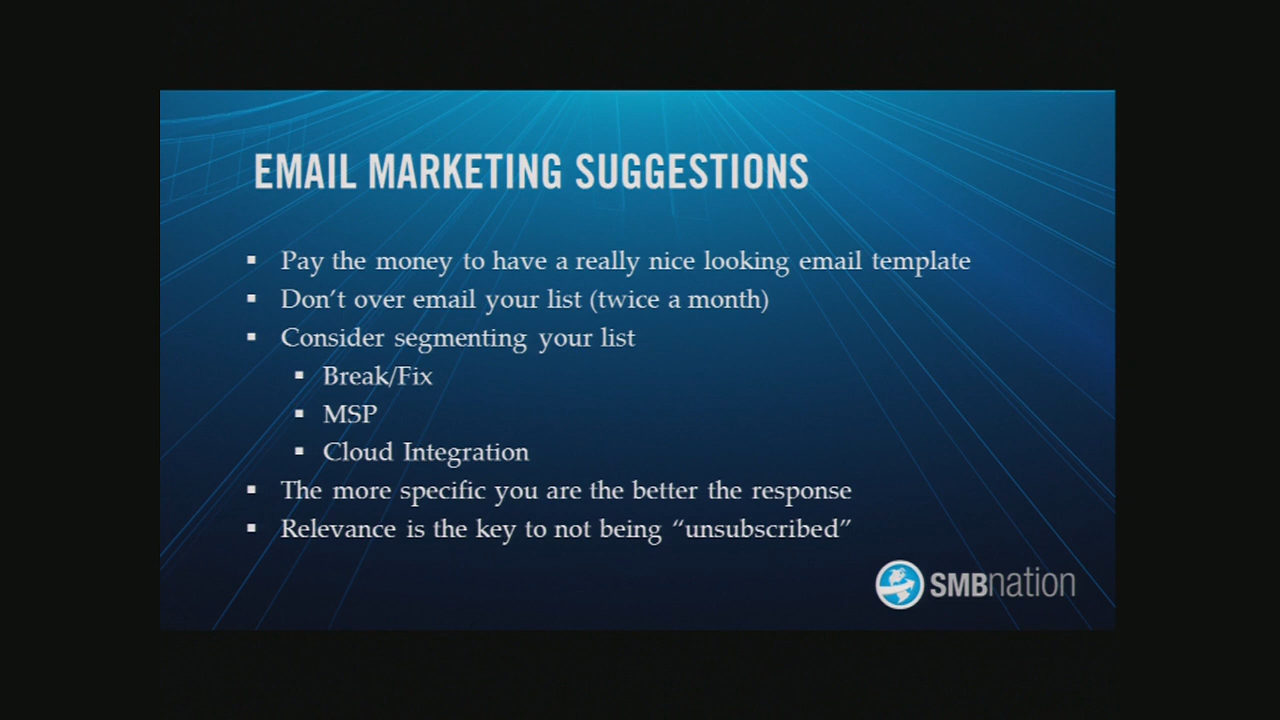 EMAIL MARKETING SUGGESTIONS
▪ Pay the money to have a really nice looking email template
▪ Don’t over email your list (twice a month)
▪ Consider segmenting your list
▪ Break/Fix
▪ MSP
▪ Cloud Integration
▪ The more specific you are the better the response
▪ Relevance is the key to not being “unsubscribed”
SMBnation